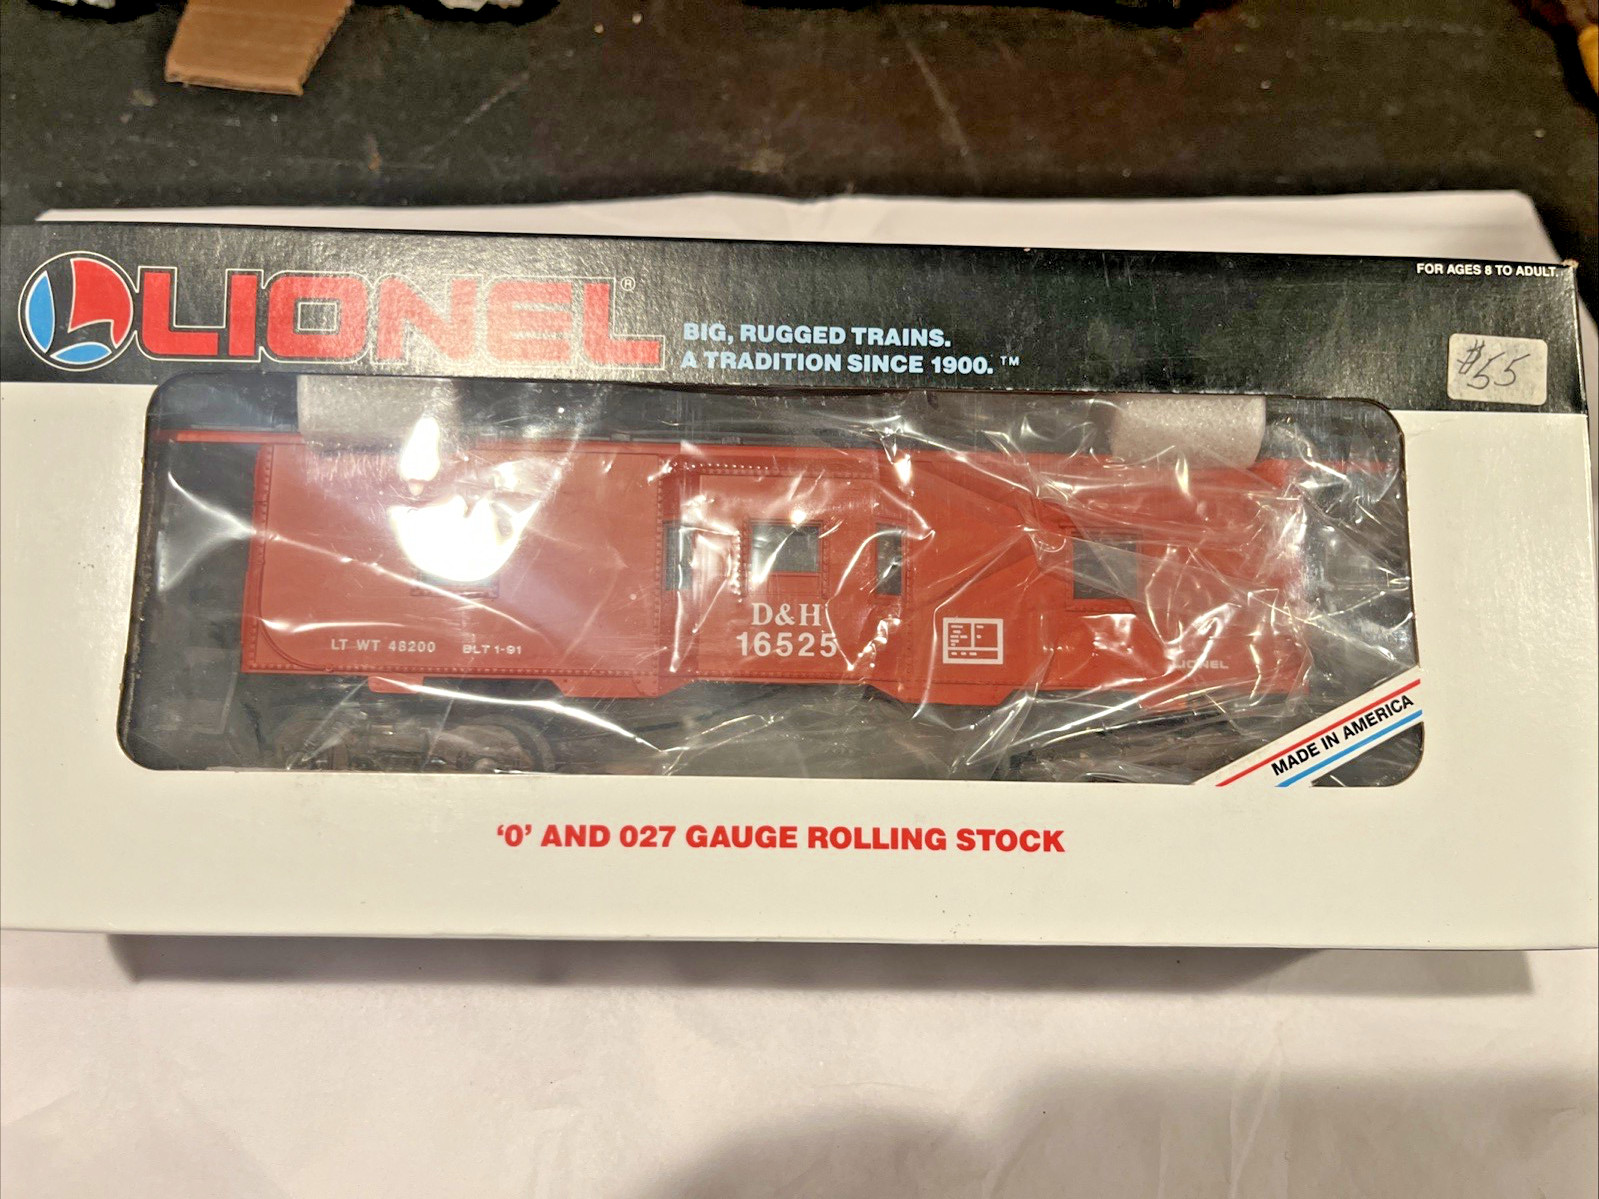 LIONEL®
BIG, RUGGED TRAINS.
A TRADITION SINCE 1900.™
FOR AGES 8 TO ADULT.
$55
D&H
16525
LT WT 48200 BLT 1-91
LIONEL
MADE IN AMERICA
'O' AND 027 GAUGE ROLLING STOCK